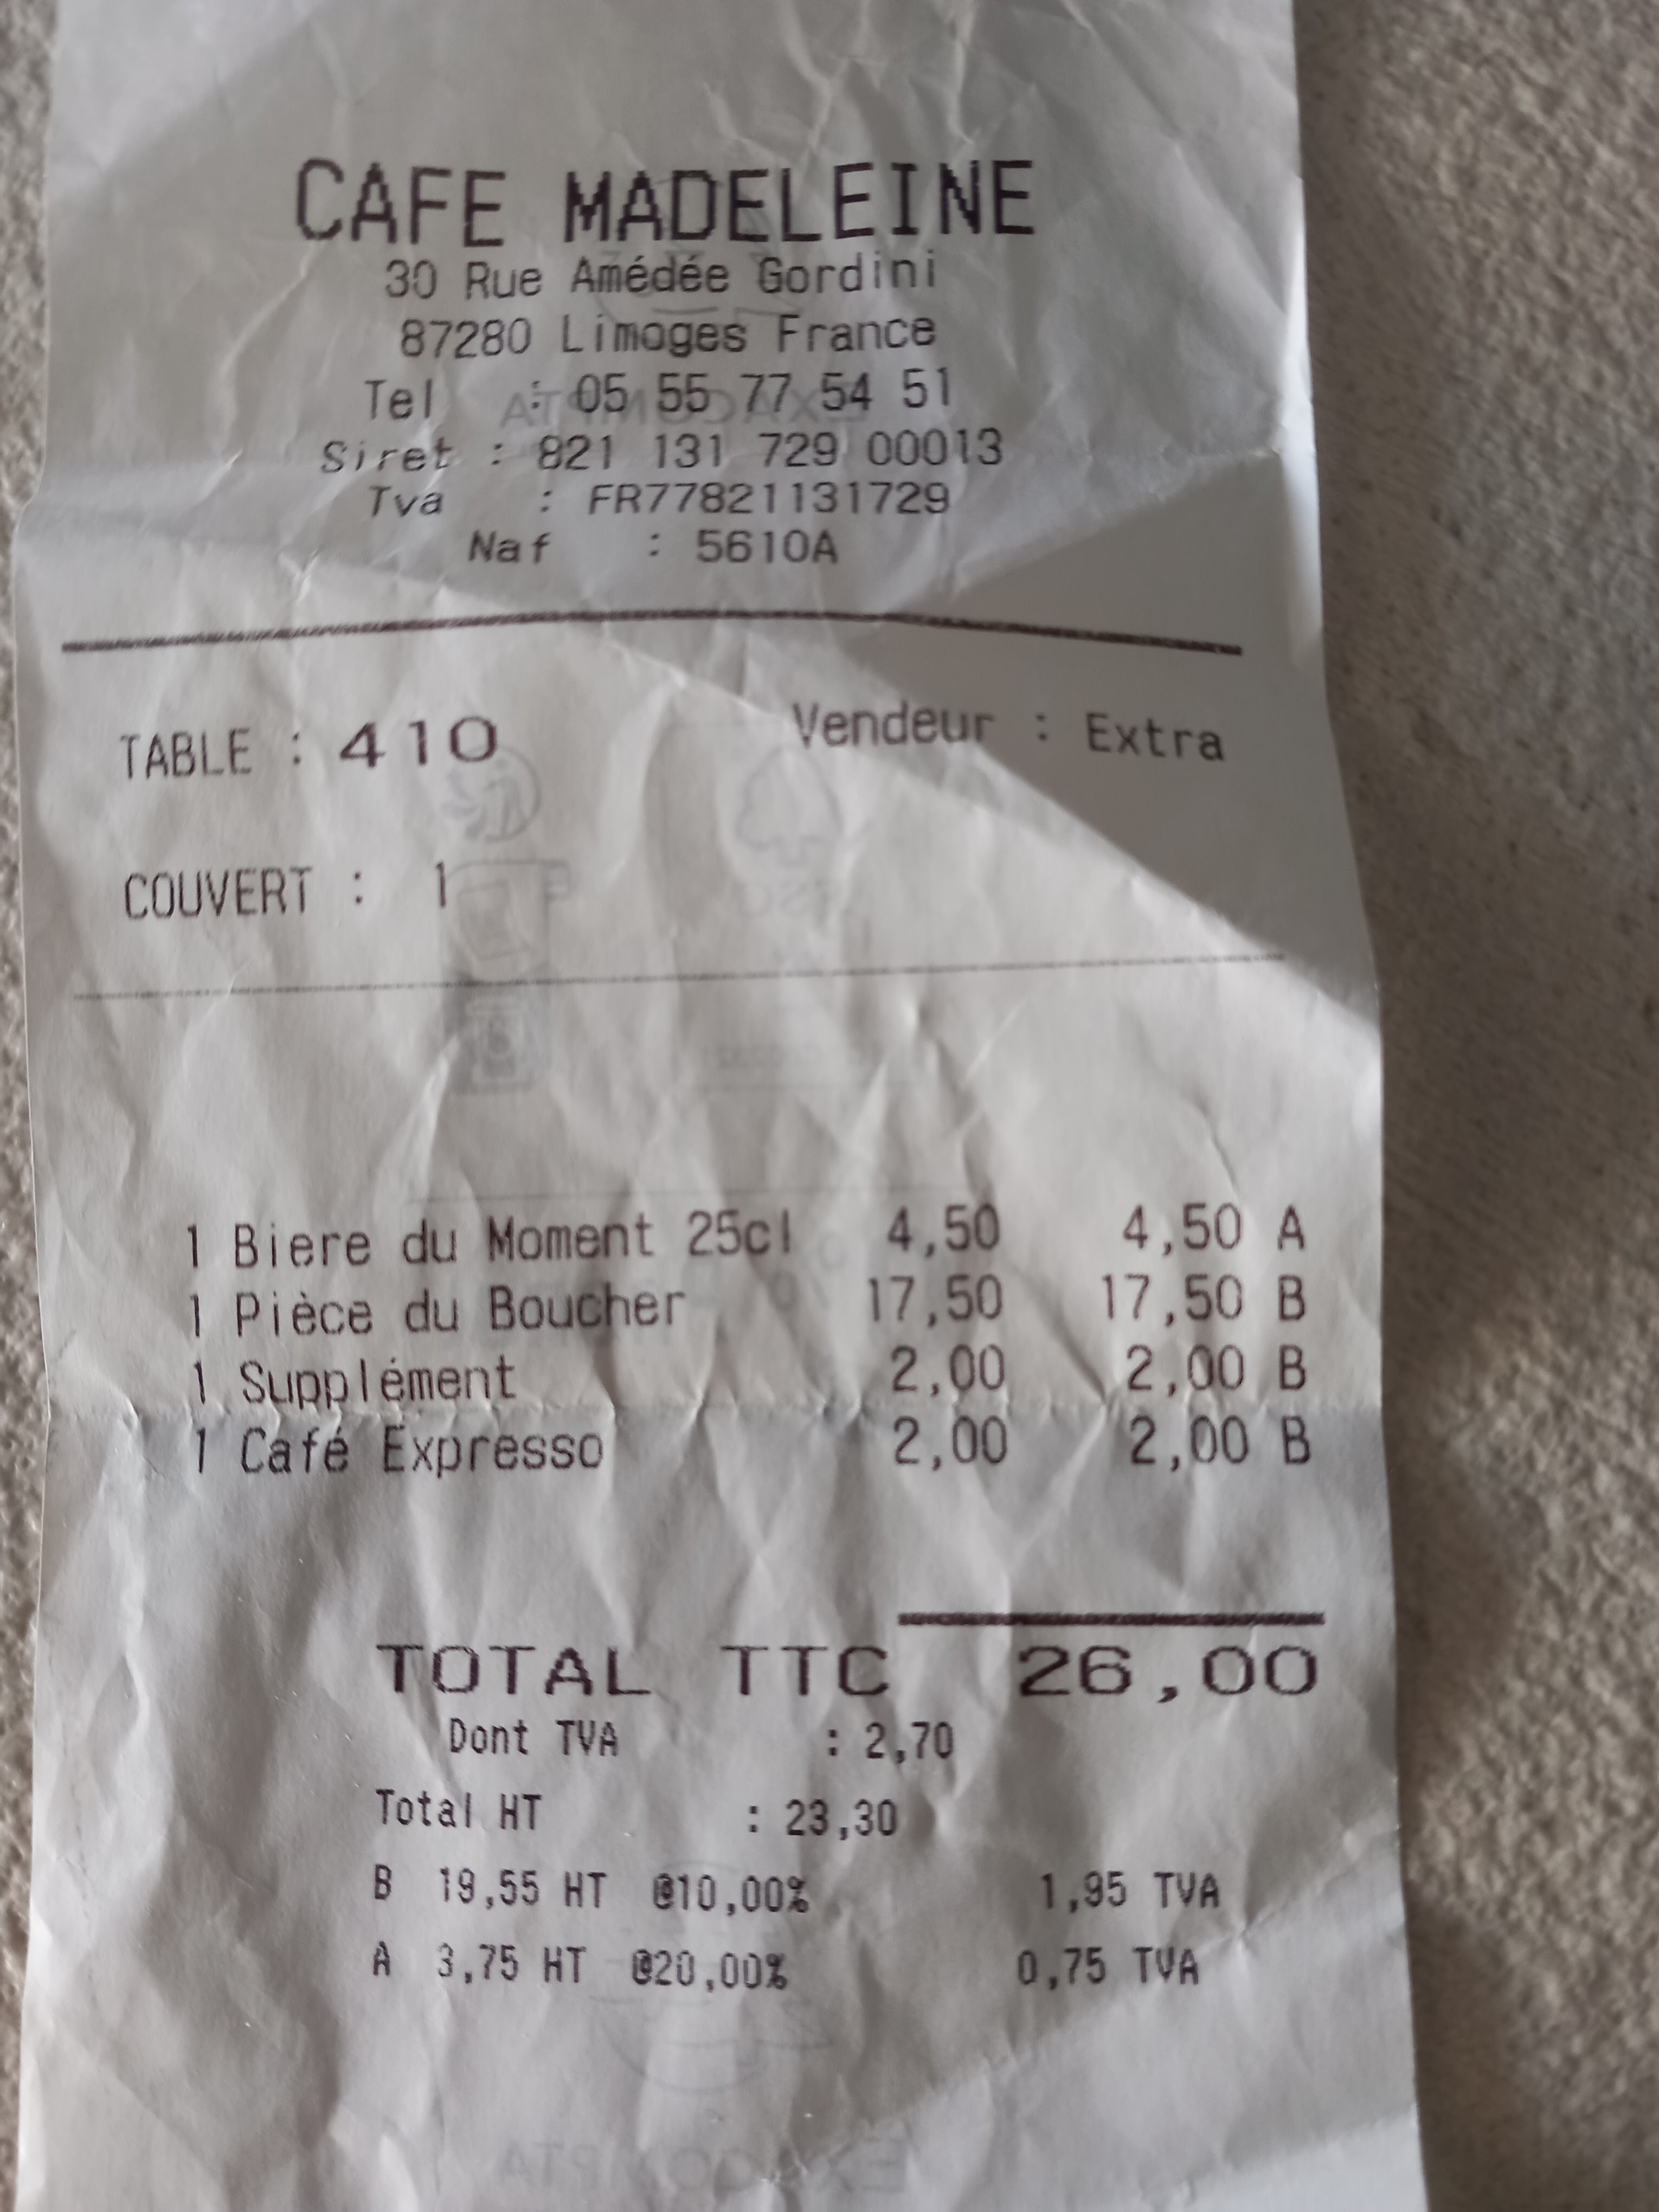 CAFE MADELEINE
30 Rue Amédée Gordini
87280 Limoges France
Tel : 05 55 77 54 51
Siret : 821 131 729 00013
Tva : FR77821131729
Naf : 5610A
TABLE : 410 Vendeur : Extra
COUVERT : 1
1 Biere du Moment 25cl 4,50 4,50 A
1 Pièce du Boucher 17,50 17,50 B
1 Supplément 2,00 2,00 B
1 Café Expresso 2,00 2,00 B
TOTAL TTC 26,00
Dont TVA : 2,70
Total HT : 23,30
B 19,55 HT @10,00% 1,95 TVA
A 3,75 HT @20,00% 0,75 TVA